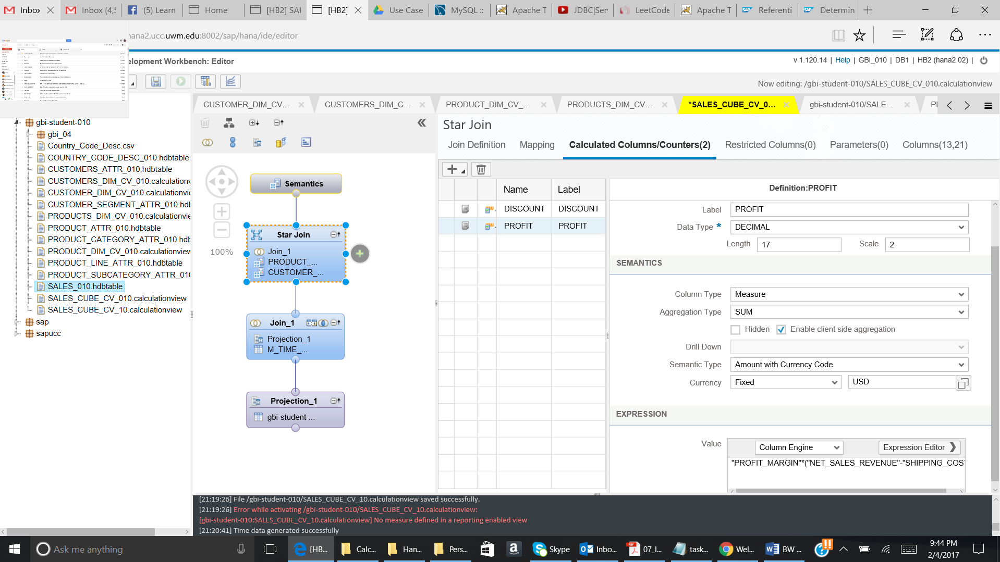 Inbox
Inbox (4,5
(5) Learn
Home
[HB2] SAI
[HB2]
Use Case
MySQL ::
Apache T
JDBC|Ser
LeetCode
Apache T
Referenti
Determin
hana2.ucc.uwm.edu:8002/sap/hana/ide/editor
elopment Workbench: Editor
v 1.120.14 | Help | GBI_010 | DB1 | HB2 (hana2 02) |
Now editing: /gbi-student-010/SALES_CUBE_CV_010.calculationview
CUSTOMER_DIM_CV...
CUSTOMERS_DIM_C...
PRODUCT_DIM_CV_...
PRODUCTS_DIM_CV...
*SALES_CUBE_CV_0...
gbi-student-010/SALE...
gbi-student-010
gbi_04
Country_Code_Desc.csv
COUNTRY_CODE_DESC_010.hdbtable
CUSTOMERS_ATTR_010.hdbtable
CUSTOMERS_DIM_CV_010.calculationv
CUSTOMER_DIM_CV_010.calculationvie
CUSTOMER_SEGMENT_ATTR_010.hd
PRODUCTS_DIM_CV_010.calculationvie
PRODUCT_ATTR_010.hdbtable
PRODUCT_CATEGORY_ATTR_010.hdb
PRODUCT_DIM_CV_010.calculationview
PRODUCT_LINE_ATTR_010.hdbtable
PRODUCT_SUBCATEGORY_ATTR_010
SALES_010.hdbtable
SALES_CUBE_CV_010.calculationview
SALES_CUBE_CV_10.calculationview
sap
sapucc
100%
Semantics
Star Join
Join_1
PRODUCT_...
CUSTOMER_...
Join_1
Projection_1
M_TIME_...
Projection_1
gbi-student-...
Star Join
Join Definition
Mapping
Calculated Columns/Counters(2)
Restricted Columns(0)
Parameters(0)
Columns(13,21)
Name
Label
DISCOUNT
DISCOUNT
PROFIT
PROFIT
Definition:PROFIT
Label
PROFIT
Data Type *
DECIMAL
Length
17
Scale
2
SEMANTICS
Column Type
Measure
Aggregation Type
SUM
Hidden
Enable client side aggregation
Drill Down
Semantic Type
Amount with Currency Code
Currency
Fixed
USD
EXPRESSION
Value
Column Engine
Expression Editor
"PROFIT_MARGIN"*("NET_SALES_REVENUE"-"SHIPPING_COST
[21:19:26] File /gbi-student-010/SALES_CUBE_CV_10.calculationview saved successfully.
[21:19:26] Error while activating /gbi-student-010/SALES_CUBE_CV_10.calculationview:
[gbi-student-010:SALES_CUBE_CV_10.calculationview] No measure defined in a reporting enabled view
[21:20:41] Time data generated successfully
Ask me anything
[HB...
Calc...
Han...
Pers...
Skype
Inbo...
07_I...
task...
Wel...
BW ...
9:44 PM
2/4/2017